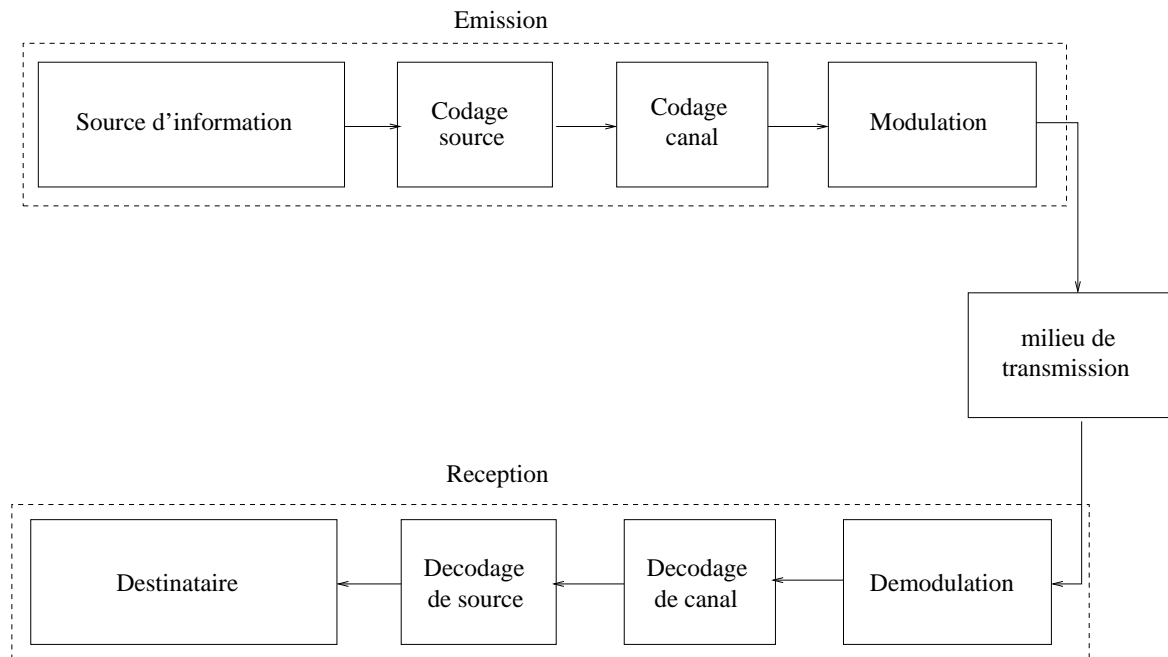 Emission
Source d’information
Codage
source
Codage
canal
Modulation
milieu de
transmission
Reception
Destinataire
Decodage
de source
Decodage
de canal
Demodulation